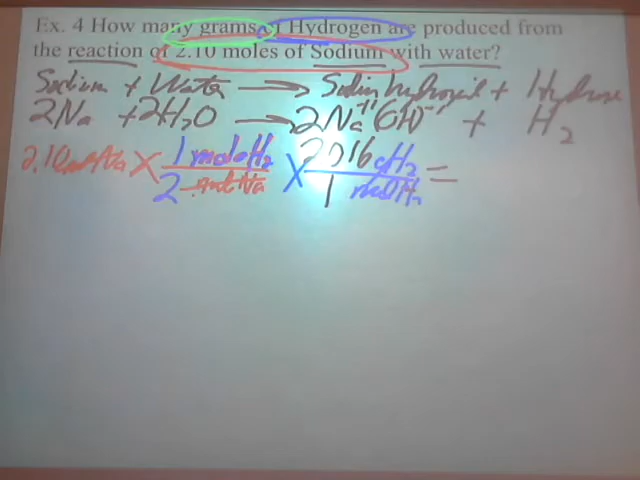 Ex. 4 How many grams of Hydrogen are produced from
the reaction of 2.10 moles of Sodium with water?
Sodium + Water → Sodium hydroxide + Hydrogen
2Na + 2H2O → 2Na+1(OH)-1 + H2
2.10 mol Na × 1 mol H2 / 2 mol Na × 2.016 g H2 / 1 mol H2 =